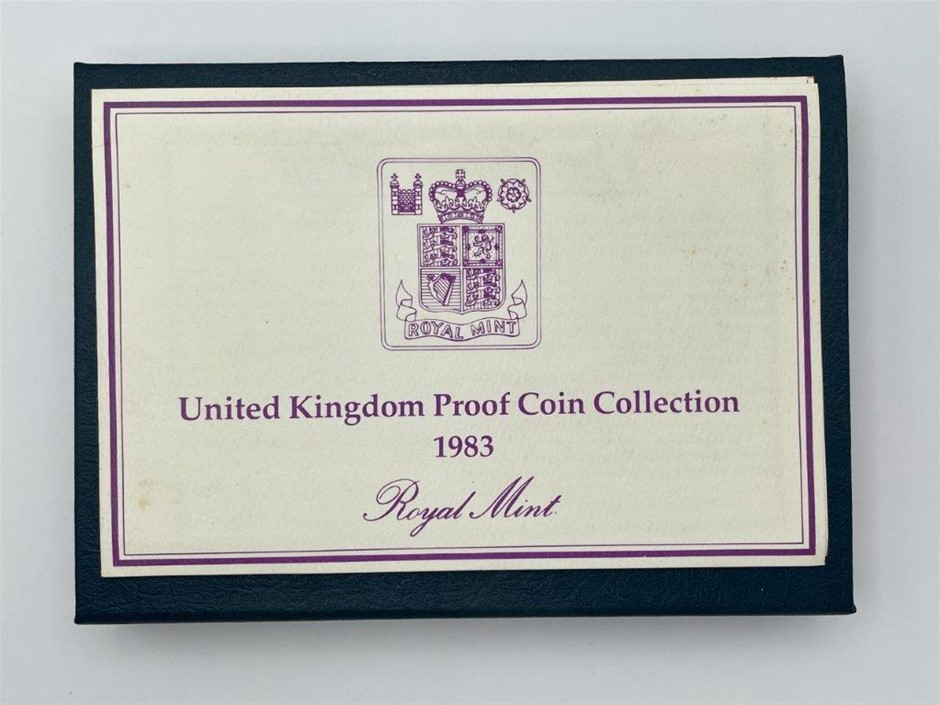 ROYAL MINT
United Kingdom Proof Coin Collection
1983
Royal Mint